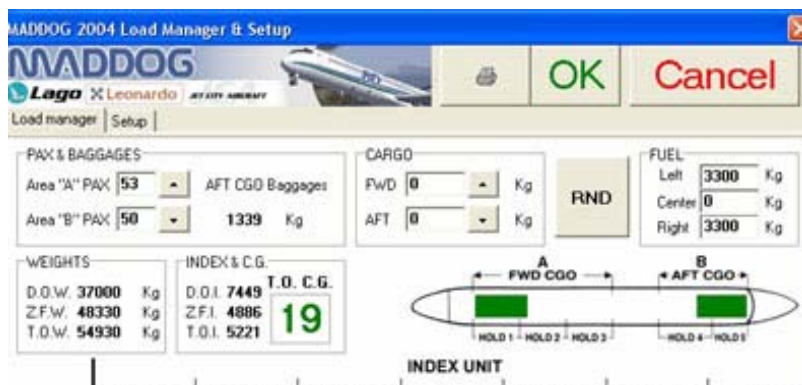 MADDOG 2004 Load Manager & Setup
MADDOG
Lago Leonardo JET CITY AIRCRAFT
OK
Cancel
Load manager
Setup
PAX & BAGGAGES
Area "A" PAX 53
AFT CGO Baggages
Area "B" PAX 50
1339 Kg
CARGO
FWD 0 Kg
AFT 0 Kg
RND
FUEL
Left 3300 Kg
Center 0 Kg
Right 3300 Kg
WEIGHTS
D.O.W. 37000 Kg
Z.F.W. 48330 Kg
T.O.W. 54930 Kg
INDEX & C.G.
D.O.I. 7449
Z.F.I. 4886
T.O.I. 5221
T.O. C.G.
19
A
FWD CGO
B
AFT CGO
HOLD 1 HOLD 2 HOLD 3
HOLD 4 HOLD 5
INDEX UNIT